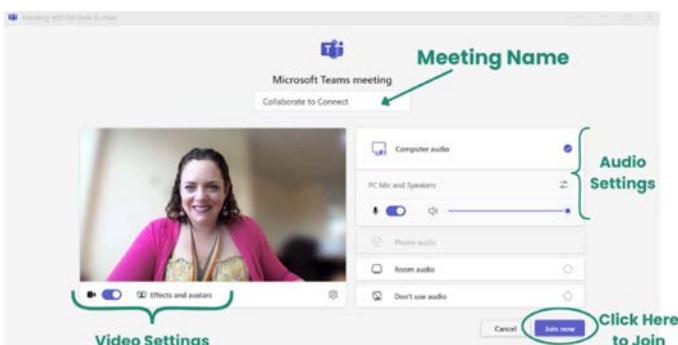 Meeting with Michele Burnida
Microsoft Teams meeting
Meeting Name
Collaborate to Connect
Computer audio
Audio
Settings
PC Mic and Speakers
Phone audio
Room audio
Effects and avatars
Don't use audio
Video Settings
Cancel
Join now
Click Here
to Join